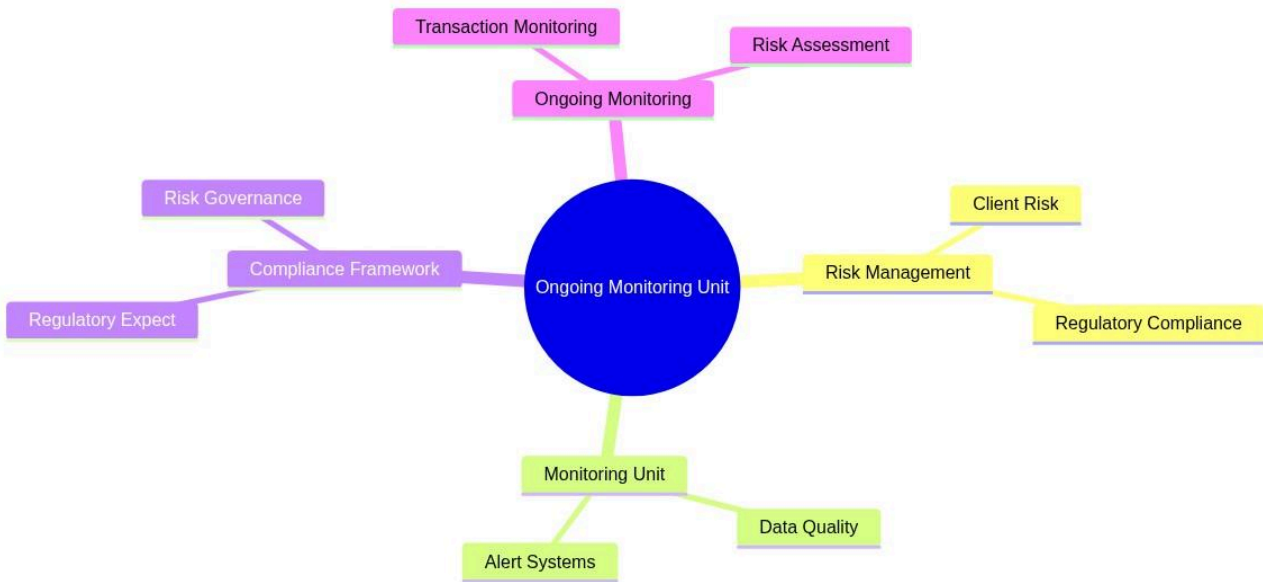 Transaction Monitoring
Risk Assessment
Ongoing Monitoring
Risk Governance
Client Risk
Compliance Framework
Risk Management
Ongoing Monitoring Unit
Regulatory Expect
Regulatory Compliance
Monitoring Unit
Data Quality
Alert Systems